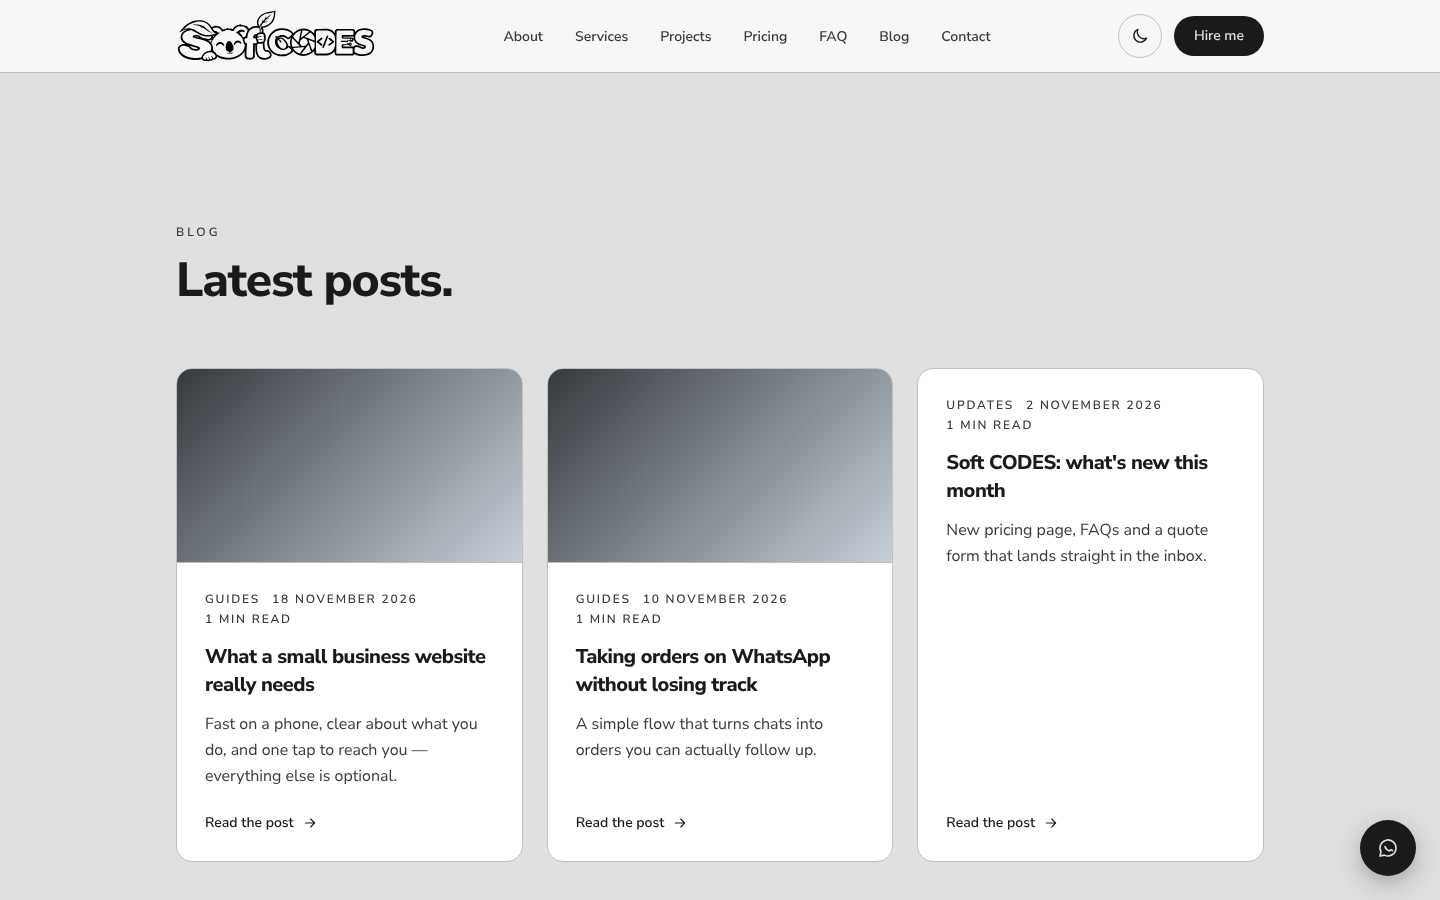 Soft CODES
About
Services
Projects
Pricing
FAQ
Blog
Contact
Hire me
BLOG
Latest posts.
GUIDES 18 NOVEMBER 2026
1 MIN READ
What a small business website
really needs
Fast on a phone, clear about what you
do, and one tap to reach you —
everything else is optional.
Read the post →
GUIDES 10 NOVEMBER 2026
1 MIN READ
Taking orders on WhatsApp
without losing track
A simple flow that turns chats into
orders you can actually follow up.
Read the post →
UPDATES 2 NOVEMBER 2026
1 MIN READ
Soft CODES: what's new this
month
New pricing page, FAQs and a quote
form that lands straight in the inbox.
Read the post →